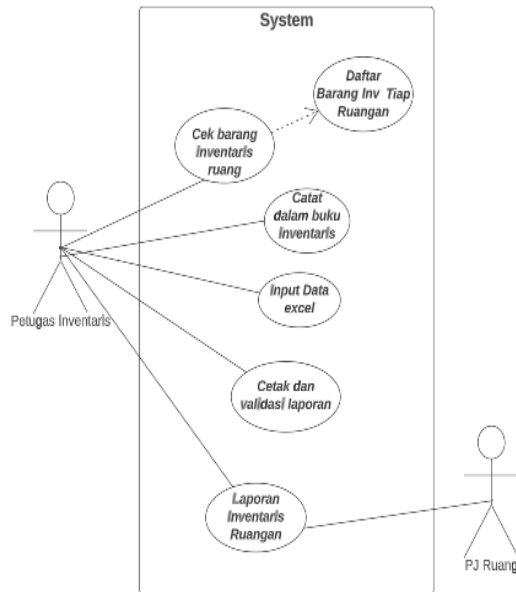 System
Daftar
Barang Inv Tiap
Ruangan
Cek barang
inventaris
ruang
Catat
dalam buku
inventaris
Input Data
excel
Petugas Inventaris
Cetak dan
validasi laporan
Laporan
Inventaris
Ruangan
PJ Ruang